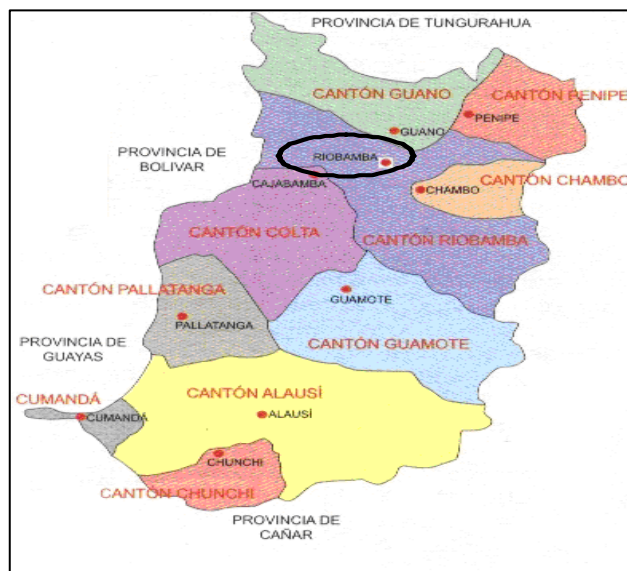 PROVINCIA DE TUNGURAHUA
CANTÓN GUANO
CANTÓN PENIPE
PENIPE
GUANO
PROVINCIA DE
BOLIVAR
RIOBAMBA
CAJABAMBA
CHAMBO
CANTÓN CHAMBO
CANTÓN COLTA
CANTÓN RIOBAMBA
CANTÓN PALLATANGA
GUAMOTE
PALLATANGA
PROVINCIA DE
GUAYAS
CANTÓN GUAMOTE
CUMANDÁ
CUMANDÁ
CANTÓN ALAUSÍ
ALAUSÍ
CHUNCHI
CANTÓN CHUNCHI
PROVINCIA DE
CAÑAR